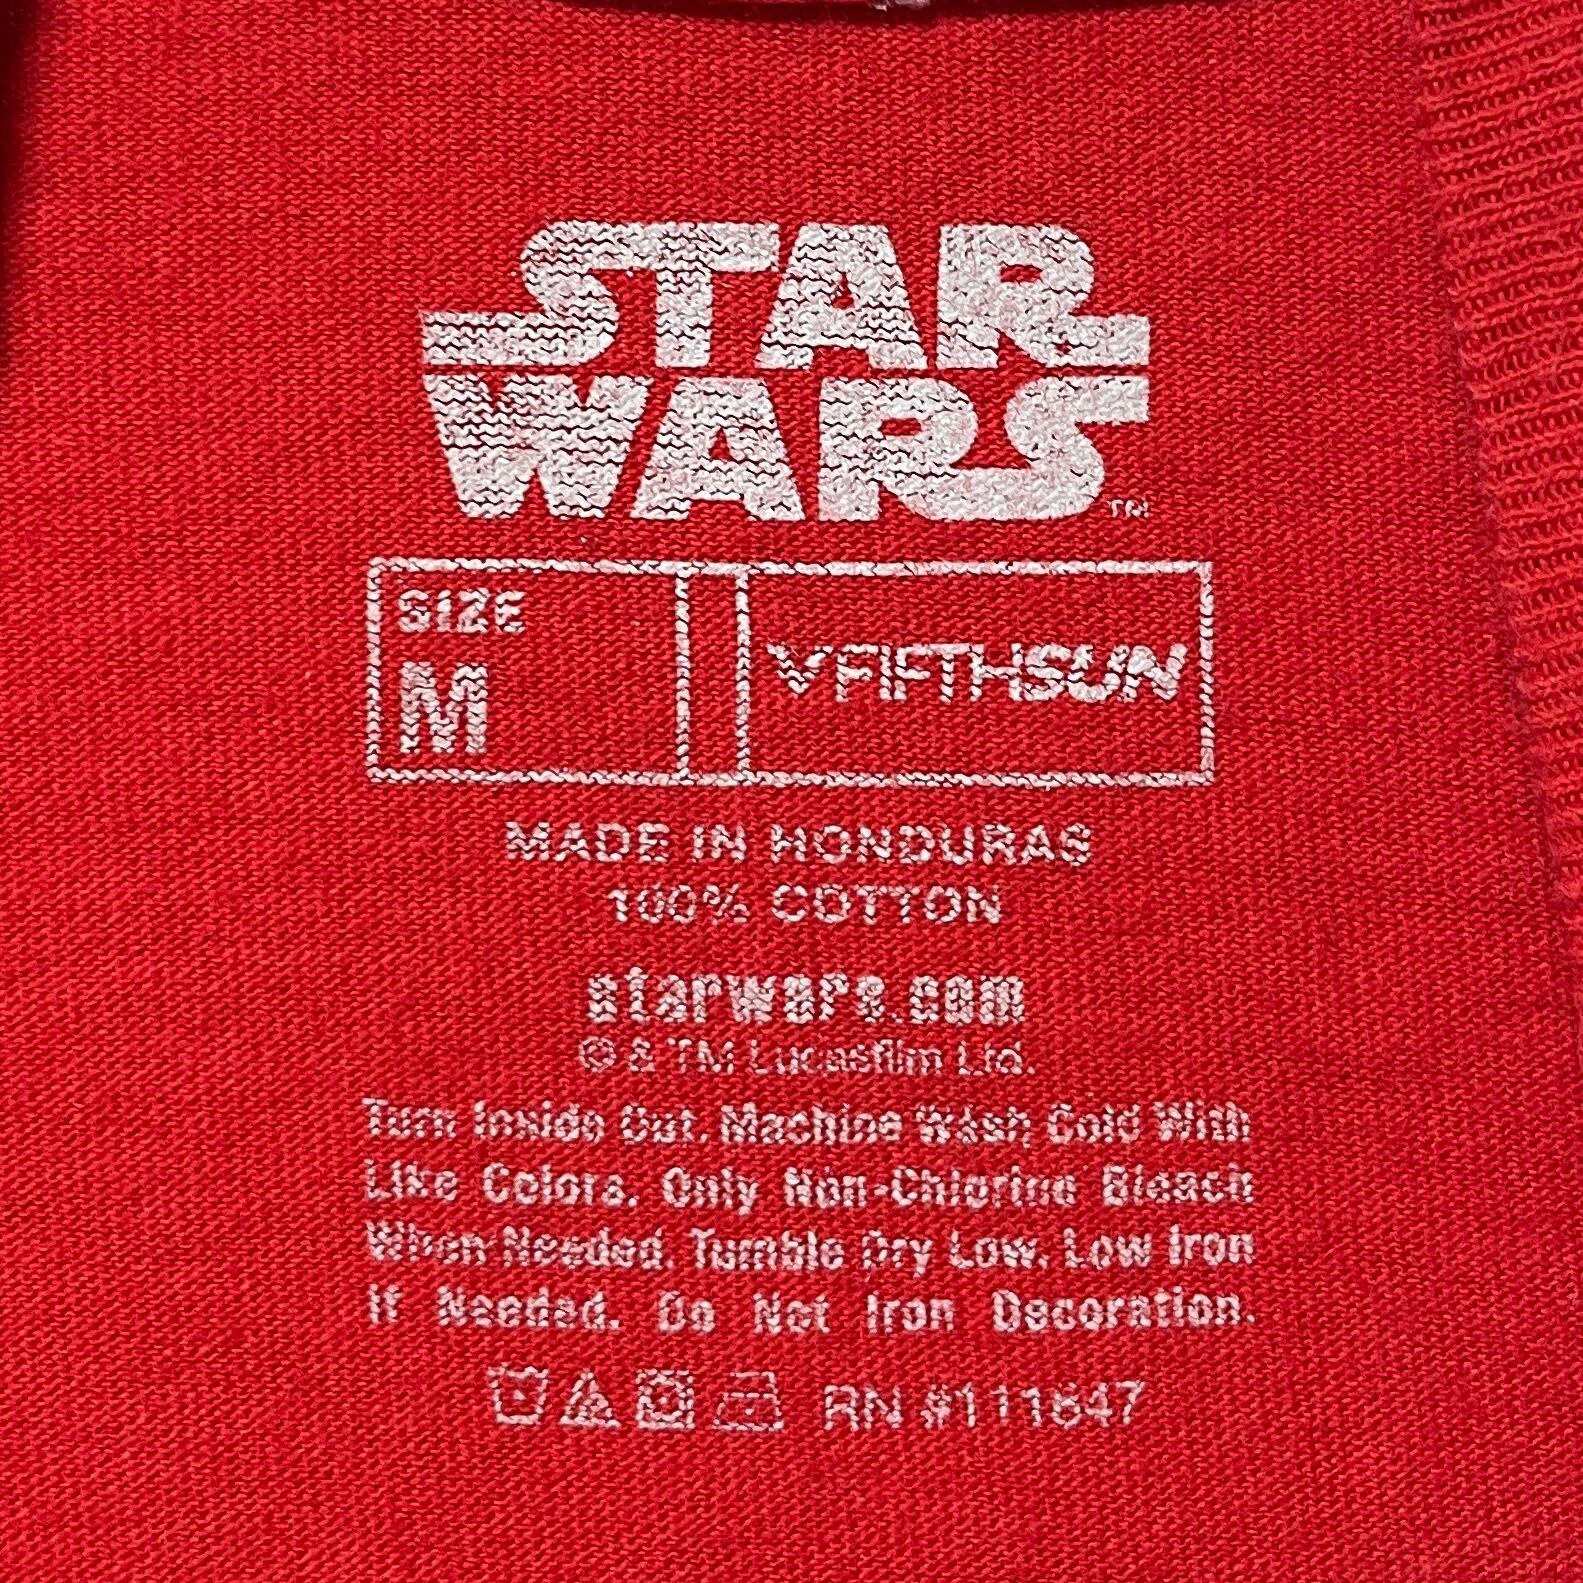 STAR
WARS™
SIZE
M
FIFTHSUN
MADE IN HONDURAS
100% COTTON
starwars.com
© & TM Lucasfilm Ltd.
Turn Inside Out. Machine Wash Cold With
Like Colors. Only Non-Chlorine Bleach
When Needed. Tumble Dry Low. Low Iron
If Needed. Do Not Iron Decoration.
RN #111647